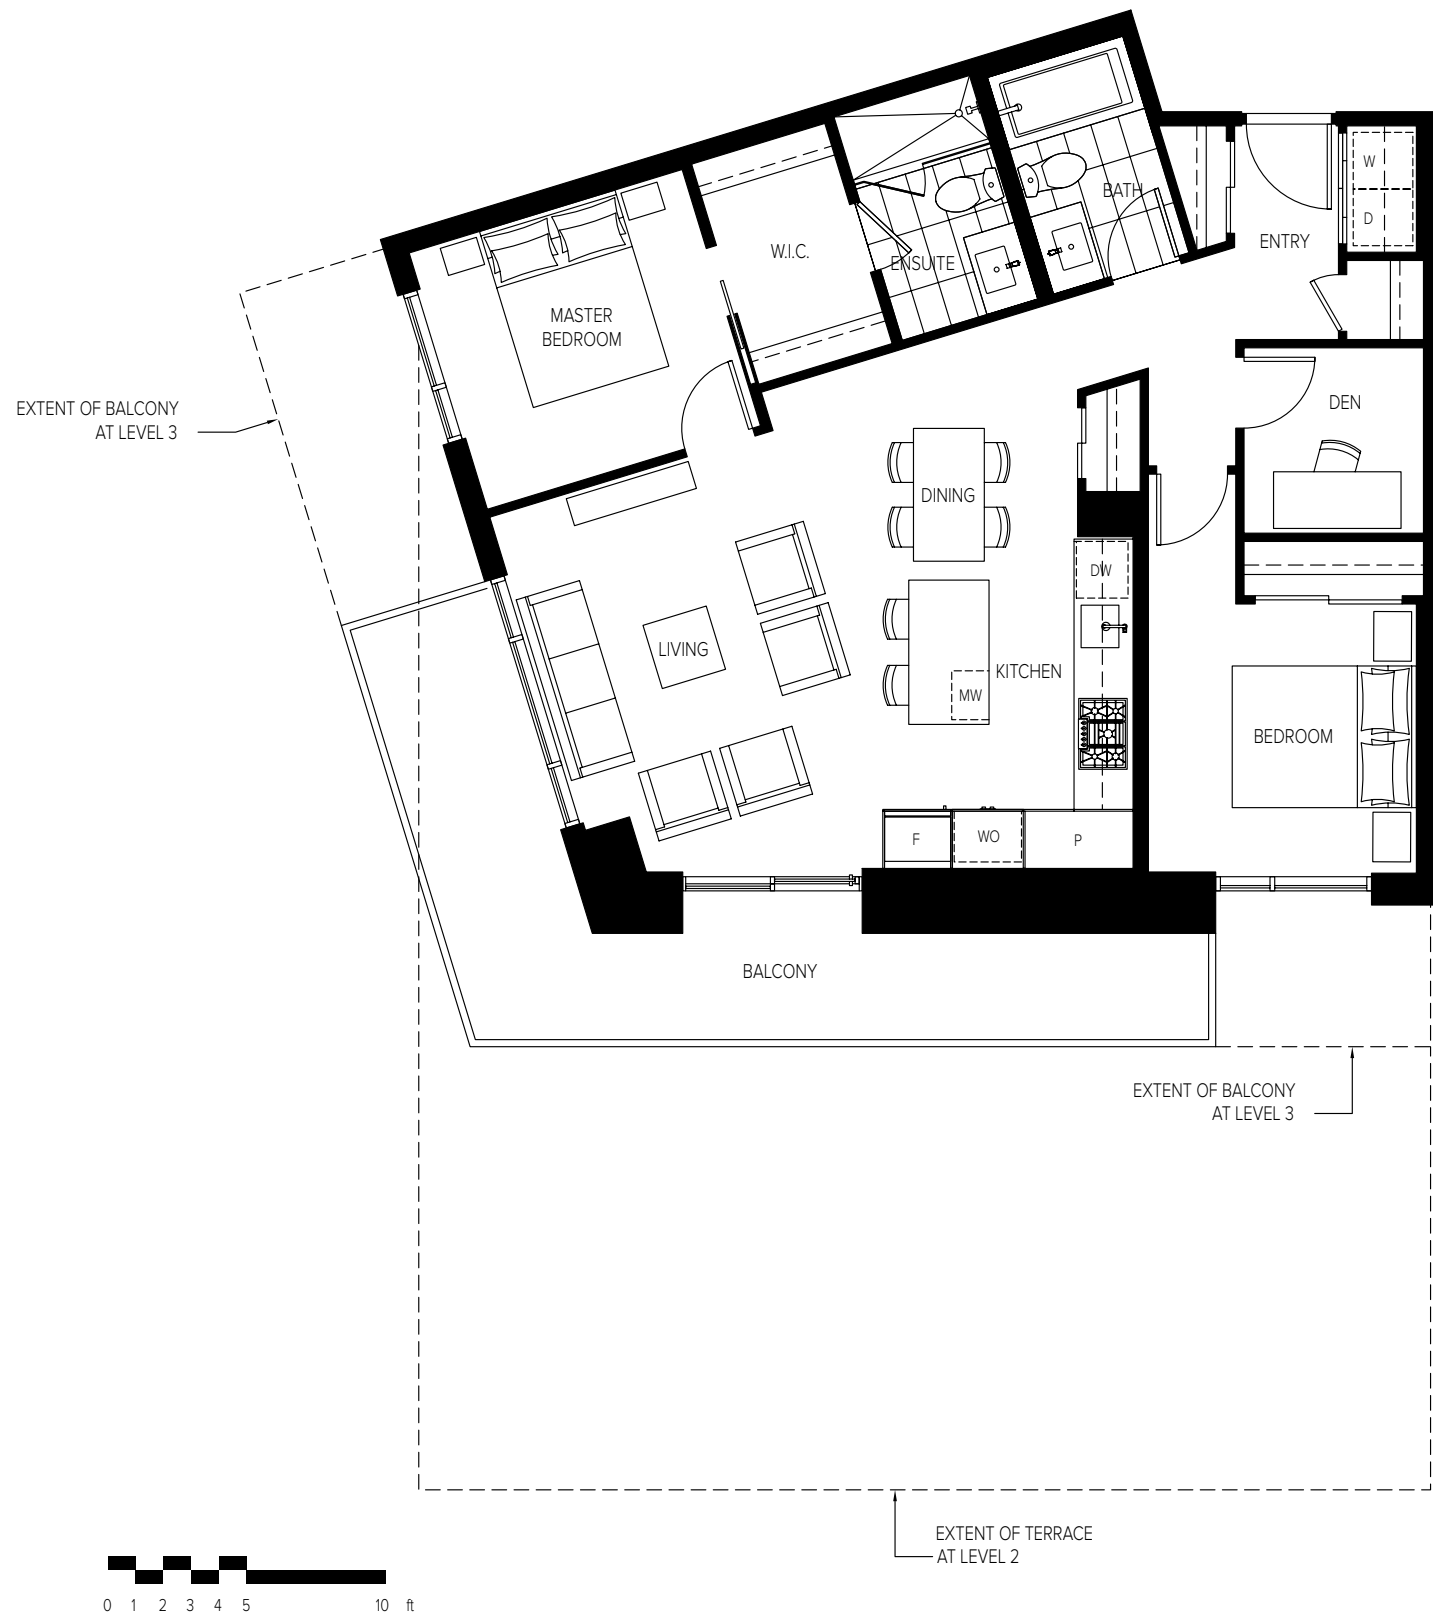 W
BATH
D
ENTRY
W.I.C.
ENSUITE
MASTER
BEDROOM
EXTENT OF BALCONY
AT LEVEL 3
DEN
DINING
DW
LIVING
KITCHEN
MW
BEDROOM
F
WO
P
BALCONY
EXTENT OF BALCONY
AT LEVEL 3
EXTENT OF TERRACE
AT LEVEL 2
0 1 2 3 4 5 10 ft